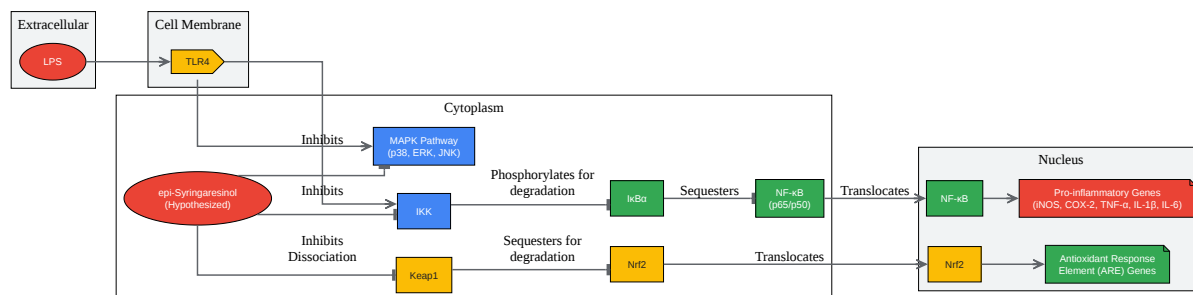 Extracellular
LPS
Cell Membrane
TLR4
Cytoplasm
Inhibits
MAPK Pathway
(p38, ERK, JNK)
epi-Syringaresinol
(Hypothesized)
Inhibits
IKK
Phosphorylates for
degradation
IκBα
Sequesters
NF-κB
(p65/p50)
Translocates
Inhibits
Dissociation
Keap1
Sequesters for
degradation
Nrf2
Translocates
Nucleus
NF-κB
Pro-inflammatory Genes
(iNOS, COX-2, TNF-α, IL-1β, IL-6)
Nrf2
Antioxidant Response
Element (ARE) Genes